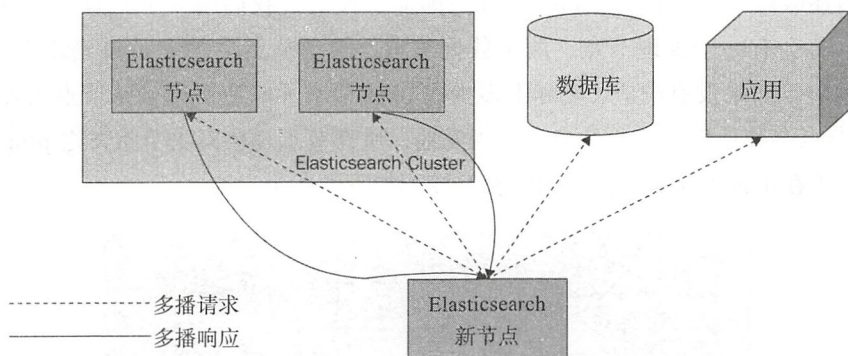 Elasticsearch
节点
Elasticsearch
节点
数据库
应用
Elasticsearch Cluster
Elasticsearch
新节点
多播请求
多播响应